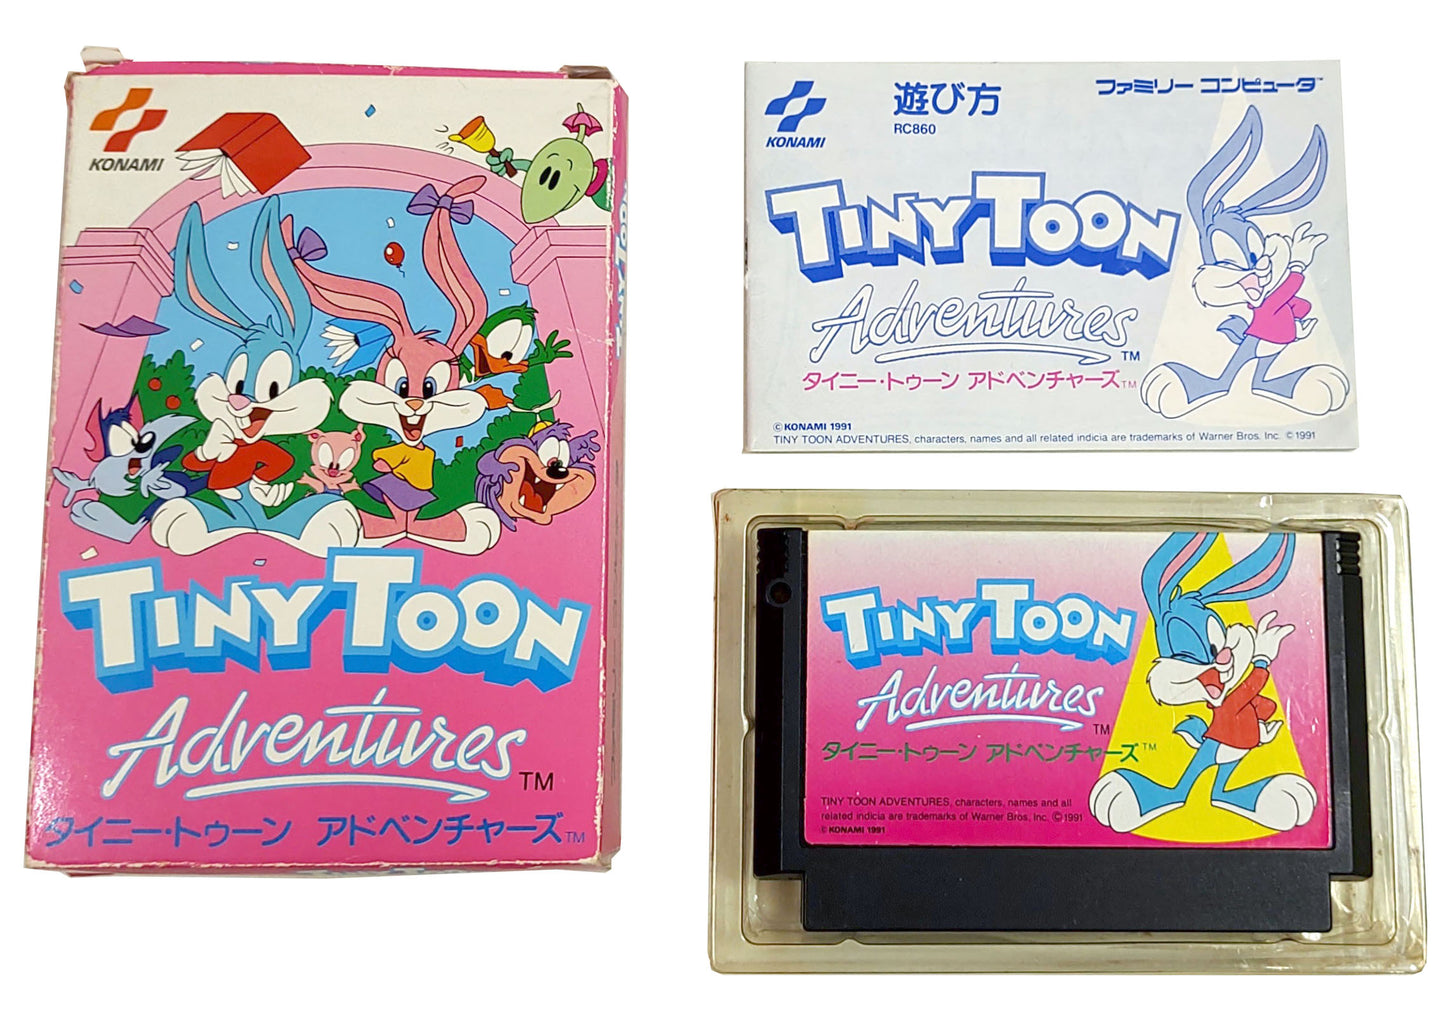 KONAMI
TINY TOON
Adventures TM
タイニー・トゥーン アドベンチャーズ TM
TINY TOON
KONAMI
遊び方
RC860
ファミリー コンピュータ TM
TINY TOON
Adventures TM
タイニー・トゥーン アドベンチャーズ TM
© KONAMI 1991
TINY TOON ADVENTURES, characters, names and all related indicia are trademarks of Warner Bros. Inc. ©1991
TINY TOON
Adventures TM
タイニー・トゥーン アドベンチャーズ TM
TINY TOON ADVENTURES, characters, names and all
related indicia are trademarks of Warner Bros, Inc. ©1991
© KONAMI 1991